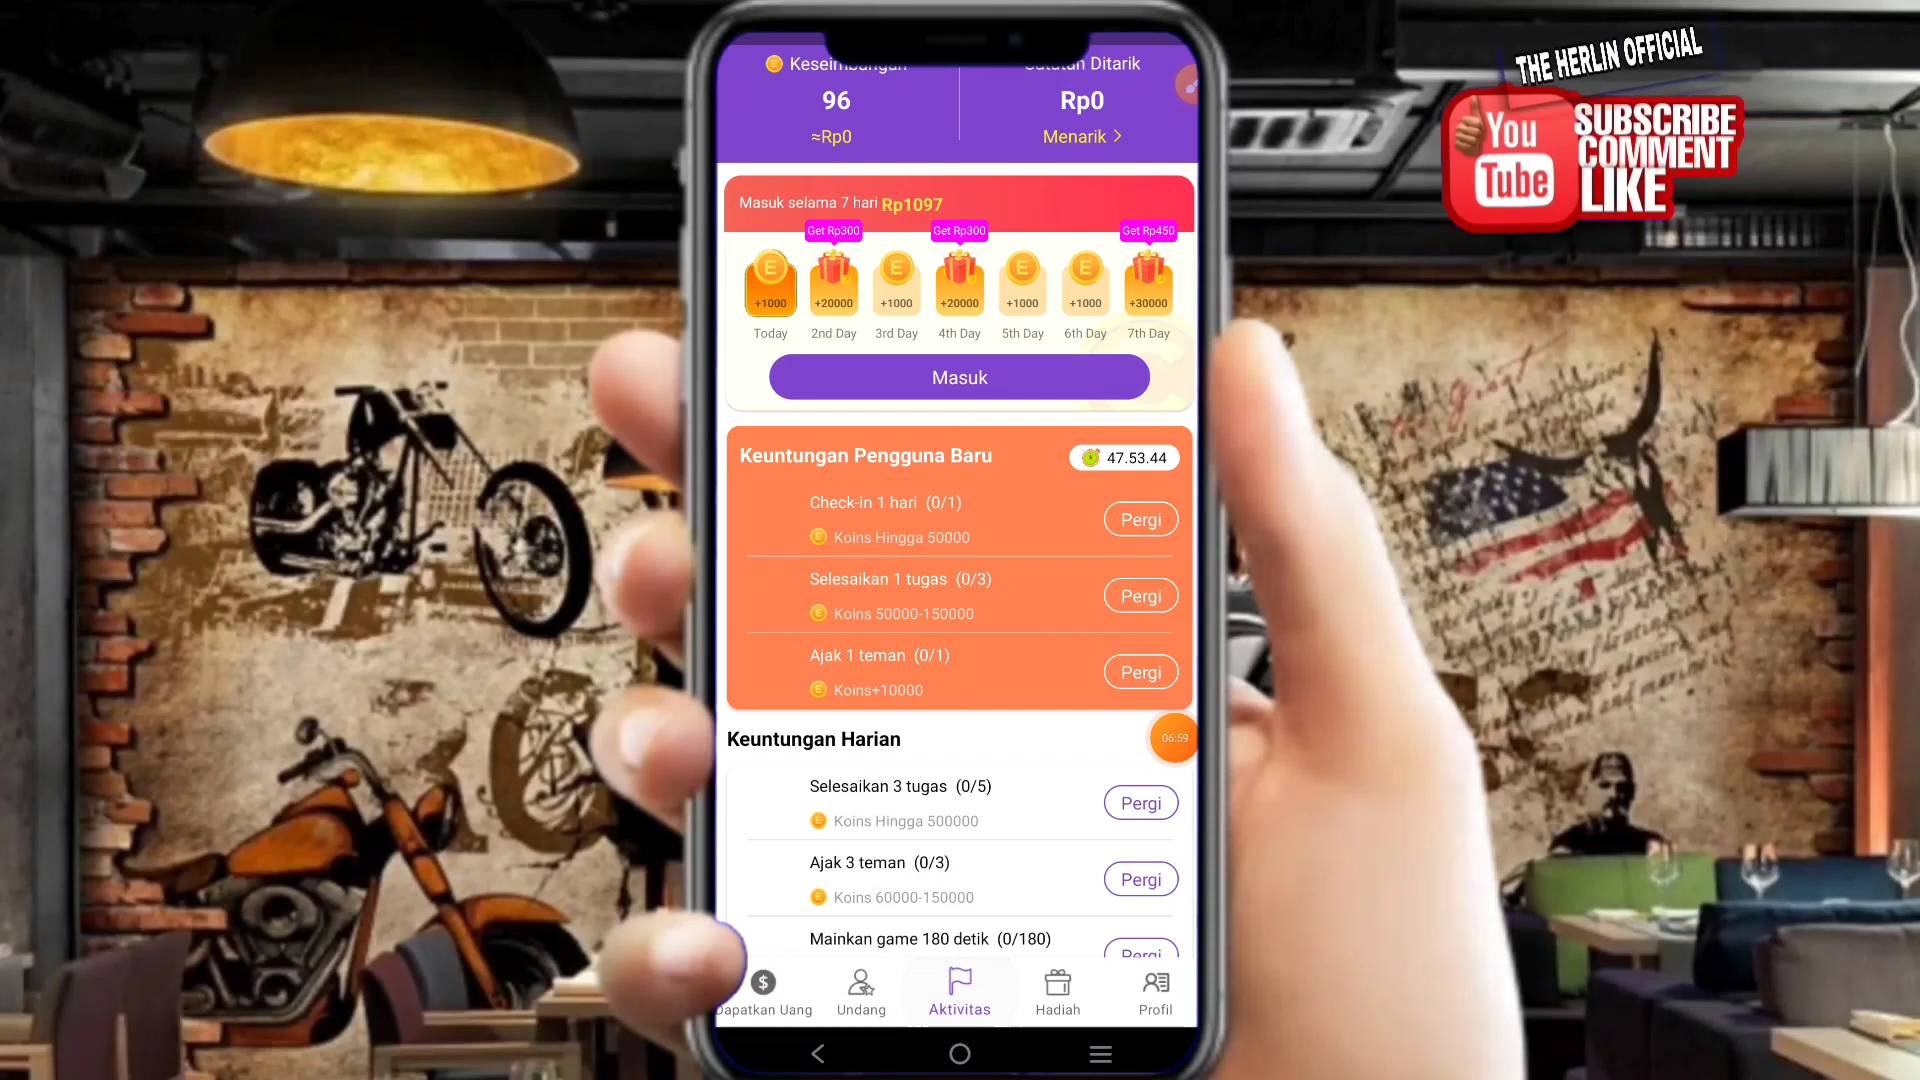 THE HERLIN OFFICIAL
You
Tube
SUBSCRIBE
COMMENT
LIKE
Ditarik
96
Rp0
≈Rp0
Menarik >
Masuk selama 7 hari Rp1097
Get Rp300
Get Rp300
Get Rp450
E
E
E
E
+1000
+20000
+1000
+20000
+1000
+1000
+30000
Today
2nd Day
3rd Day
4th Day
5th Day
6th Day
7th Day
Masuk
Keuntungan Pengguna Baru
47.53.44
Check-in 1 hari (0/1)
Pergi
E Koins Hingga 50000
Selesaikan 1 tugas (0/3)
Pergi
E Koins 50000-150000
Ajak 1 teman (0/1)
Pergi
E Koins+10000
Keuntungan Harian
06:59
Selesaikan 3 tugas (0/5)
Pergi
E Koins Hingga 500000
Ajak 3 teman (0/3)
Pergi
E Koins 60000-150000
Mainkan game 180 detik (0/180)
Pergi
Dapatkan Uang
Undang
Aktivitas
Hadiah
Profil